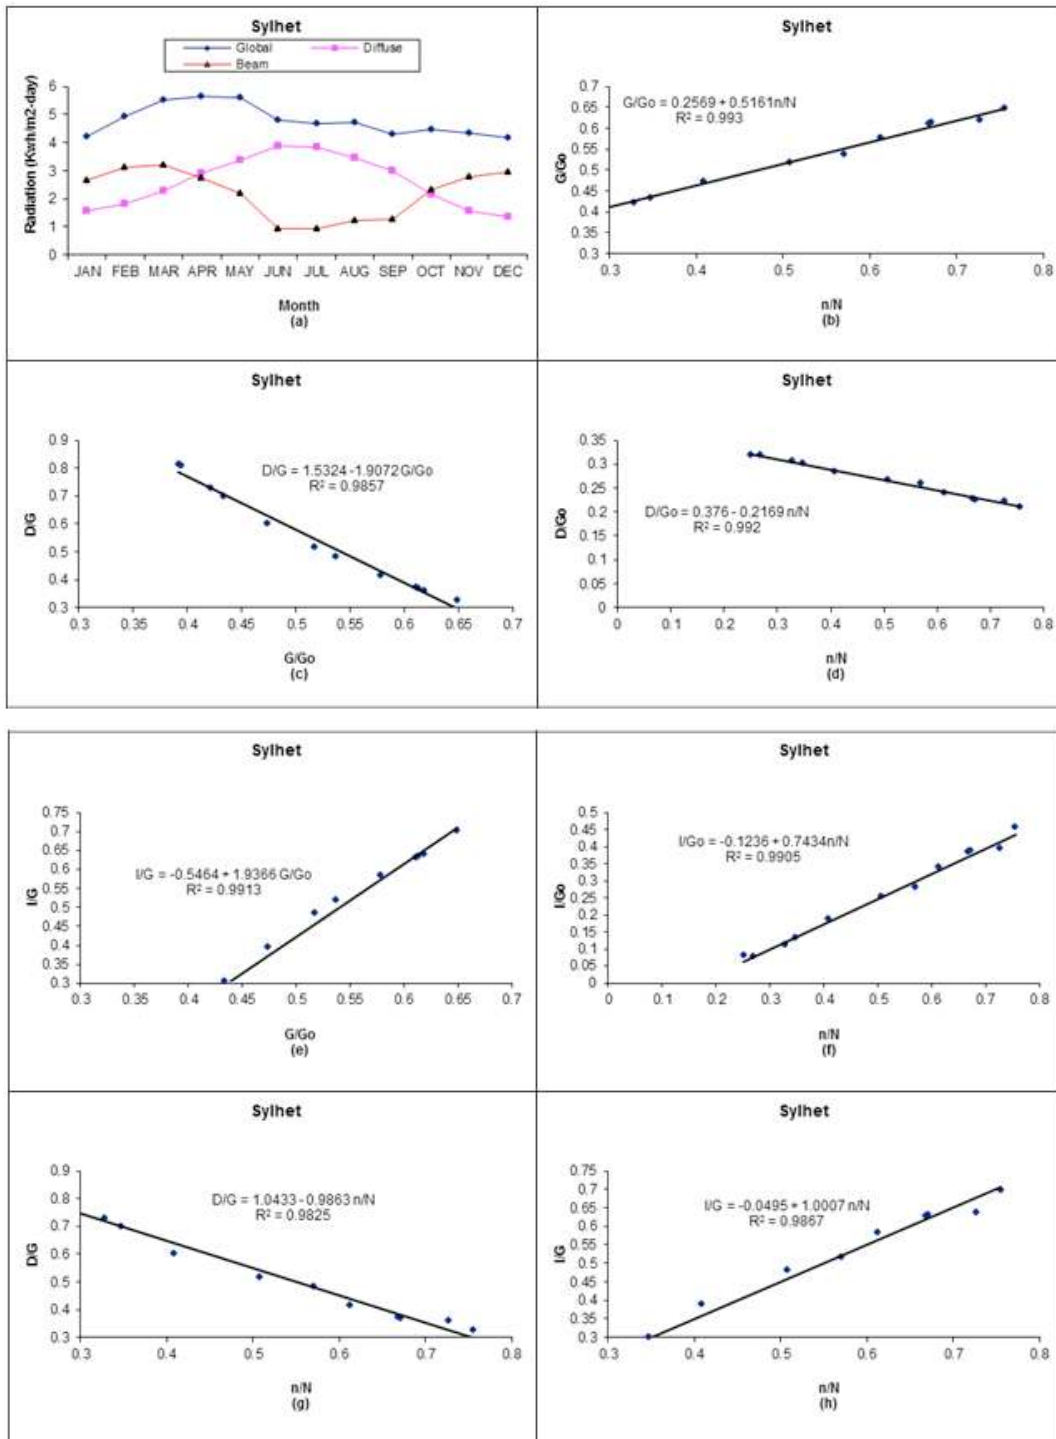 Sylhet
Global
Diffuse
Beam
Radiation (Kwh/m2-day)
6
5
4
3
2
1
0
JAN FEB MAR APR MAY JUN JUL AUG SEP OCT NOV DEC
Month
(a)
Sylhet
G/Go = 0.2569 + 0.5161n/N
R² = 0.993
G/Go
0.7
0.65
0.6
0.55
0.5
0.45
0.4
0.35
0.3
0.3 0.4 0.5 0.6 0.7 0.8
n/N
(b)
Sylhet
D/G = 1.5324 -1.9072 G/Go
R² = 0.9857
D/G
0.9
0.8
0.7
0.6
0.5
0.4
0.3
0.3 0.35 0.4 0.45 0.5 0.55 0.6 0.65 0.7
G/Go
(c)
Sylhet
D/Go = 0.376 - 0.2169 n/N
R² = 0.992
D/Go
0.35
0.3
0.25
0.2
0.15
0.1
0.05
0
0 0.1 0.2 0.3 0.4 0.5 0.6 0.7 0.8
n/N
(d)
Sylhet
I/G = -0.5464 + 1.9366 G/Go
R² = 0.9913
I/G
0.75
0.7
0.65
0.6
0.55
0.5
0.45
0.4
0.35
0.3
0.3 0.35 0.4 0.45 0.5 0.55 0.6 0.65 0.7
G/Go
(e)
Sylhet
I/Go = -0.1236 + 0.7434n/N
R² = 0.9905
I/Go
0.5
0.45
0.4
0.35
0.3
0.25
0.2
0.15
0.1
0.05
0
0 0.1 0.2 0.3 0.4 0.5 0.6 0.7 0.8
n/N
(f)
Sylhet
D/G = 1.0433 - 0.9863 n/N
R² = 0.9825
D/G
0.9
0.8
0.7
0.6
0.5
0.4
0.3
0.3 0.4 0.5 0.6 0.7 0.8
n/N
(g)
Sylhet
I/G = -0.0495 + 1.0007 n/N
R² = 0.9867
I/G
0.75
0.7
0.65
0.6
0.55
0.5
0.45
0.4
0.35
0.3
0.3 0.4 0.5 0.6 0.7 0.8
n/N
(h)